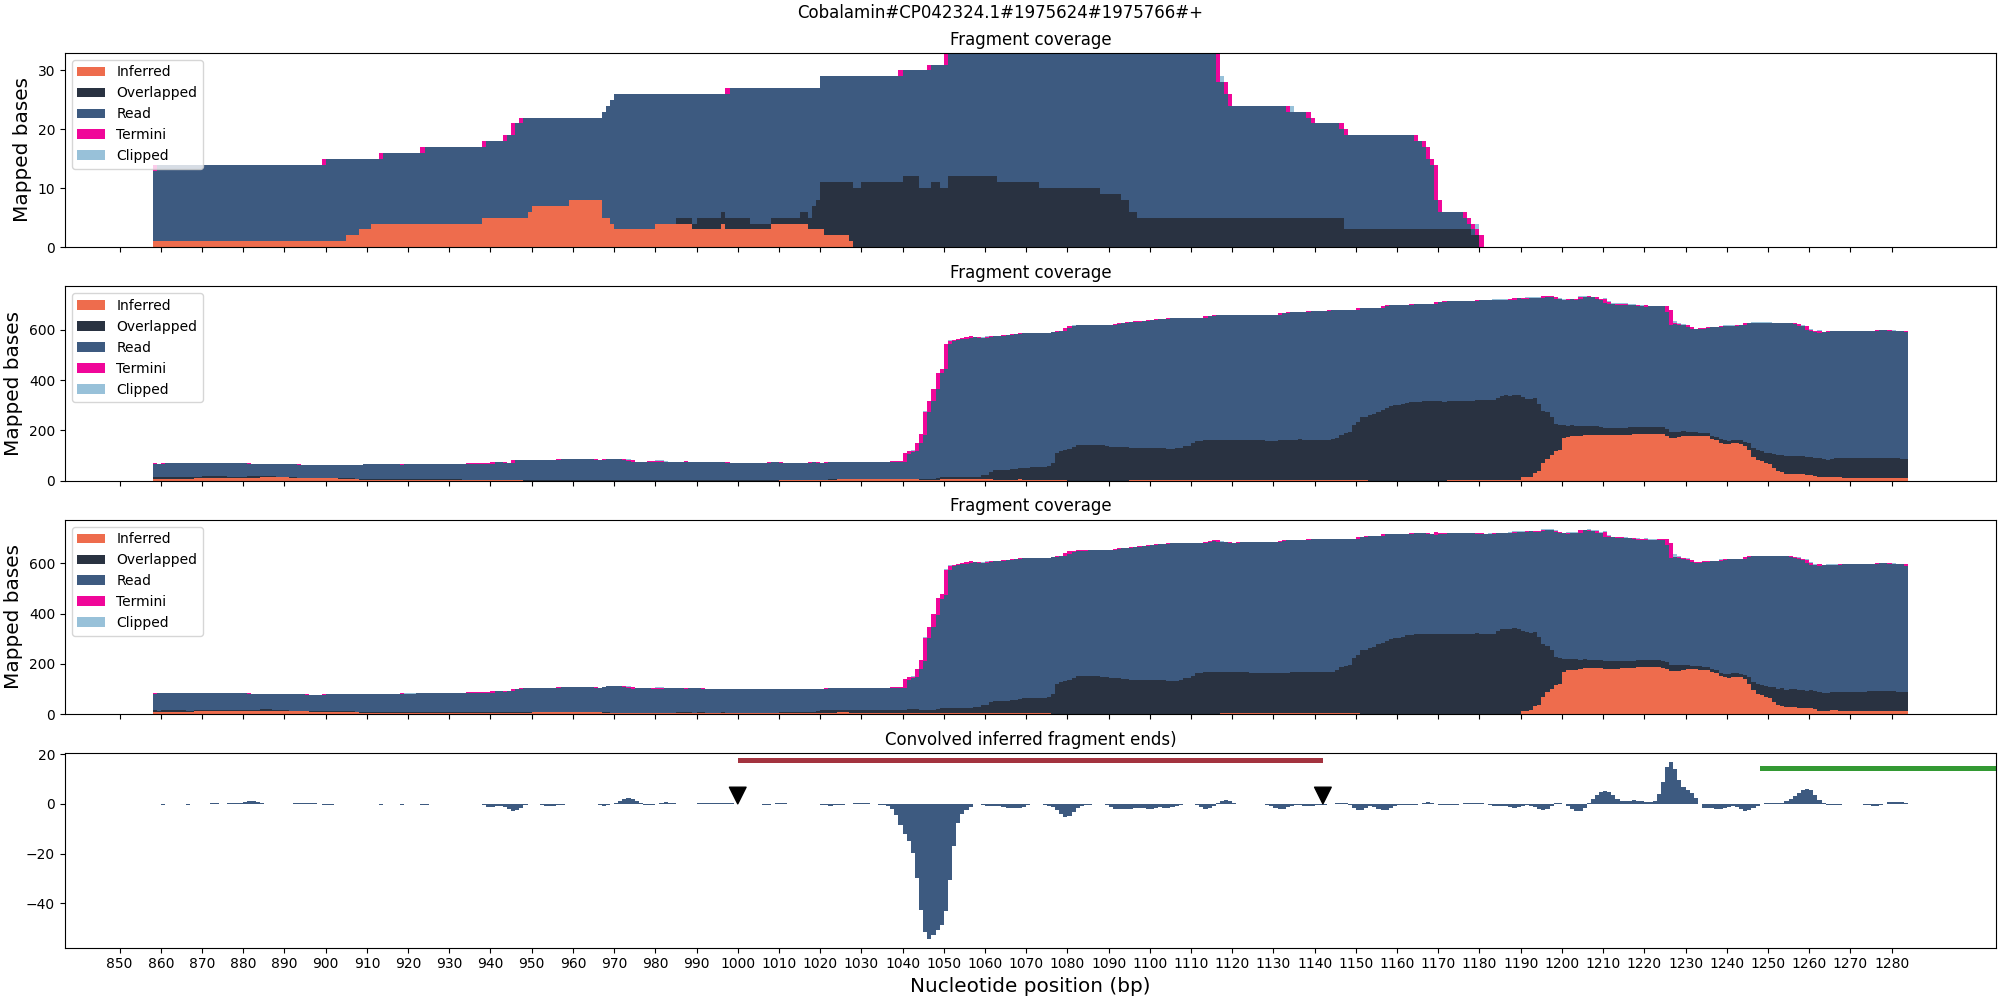 Cobalamin#CP042324.1#1975624#1975766#+
Fragment coverage
Mapped bases
30
20
10
0
Inferred
Overlapped
Read
Termini
Clipped
Fragment coverage
Mapped bases
600
400
200
0
Inferred
Overlapped
Read
Termini
Clipped
Fragment coverage
Mapped bases
600
400
200
0
Inferred
Overlapped
Read
Termini
Clipped
Convolved inferred fragment ends)
20
0
−20
−40
850 860 870 880 890 900 910 920 930 940 950 960 970 980 990 1000 1010 1020 1030 1040 1050 1060 1070 1080 1090 1100 1110 1120 1130 1140 1150 1160 1170 1180 1190 1200 1210 1220 1230 1240 1250 1260 1270 1280
Nucleotide position (bp)